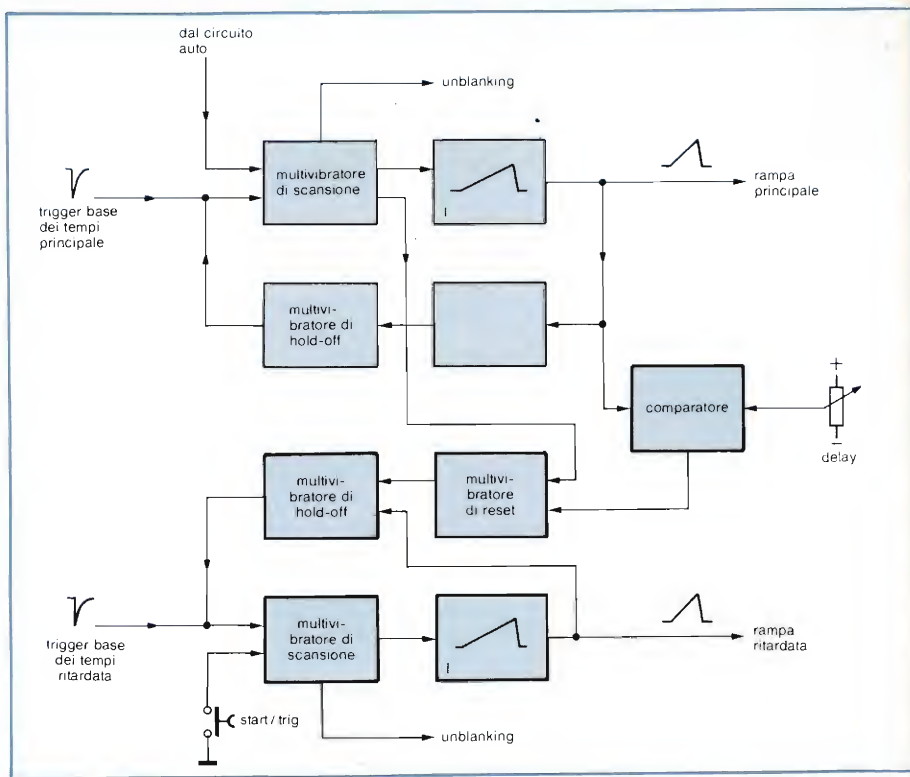 dal circuito
auto
unblanking
multivibratore
di scansione
rampa
principale
trigger base
dei tempi
principale
multivi-
bratore di
hold-off
comparatore
+
−
delay
multivi-
bratore di
hold-off
multivi-
bratore
di reset
trigger base
dei tempi
ritardata
multivi-
bratore di
scansione
rampa
ritardata
start / trig
unblanking